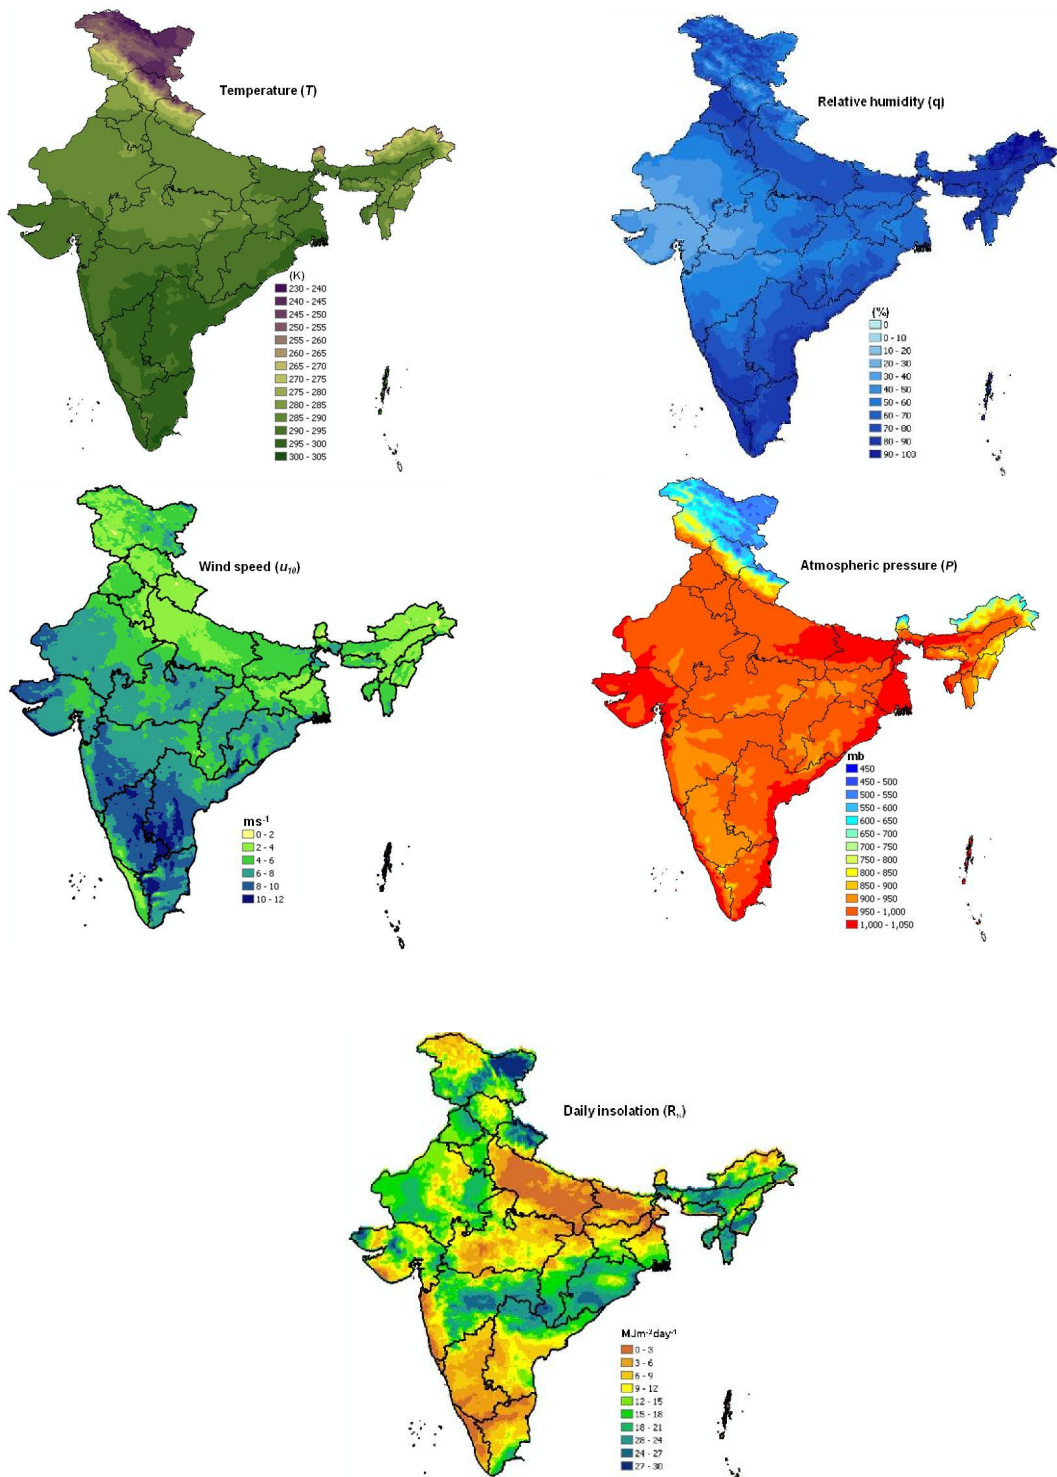 Temperature (T)
(K)
230 - 240
240 - 245
245 - 250
250 - 255
255 - 260
260 - 265
265 - 270
270 - 275
275 - 280
280 - 285
285 - 290
290 - 295
295 - 300
300 - 305
Relative humidity (q)
(%)
0
0 - 10
10 - 20
20 - 30
30 - 40
40 - 50
50 - 60
60 - 70
70 - 80
80 - 90
90 - 100
Wind speed (u₁₀)
ms⁻¹
0 - 2
2 - 4
4 - 6
6 - 8
8 - 10
10 - 12
Atmospheric pressure (P)
mb
450
450 - 500
500 - 550
550 - 600
600 - 650
650 - 700
700 - 750
750 - 800
800 - 850
850 - 900
900 - 950
950 - 1,000
1,000 - 1,050
Daily insolation (Rₛ)
MJm⁻²day⁻¹
0 - 3
3 - 6
6 - 9
9 - 12
12 - 15
15 - 18
18 - 21
28 - 24
24 - 27
27 - 30